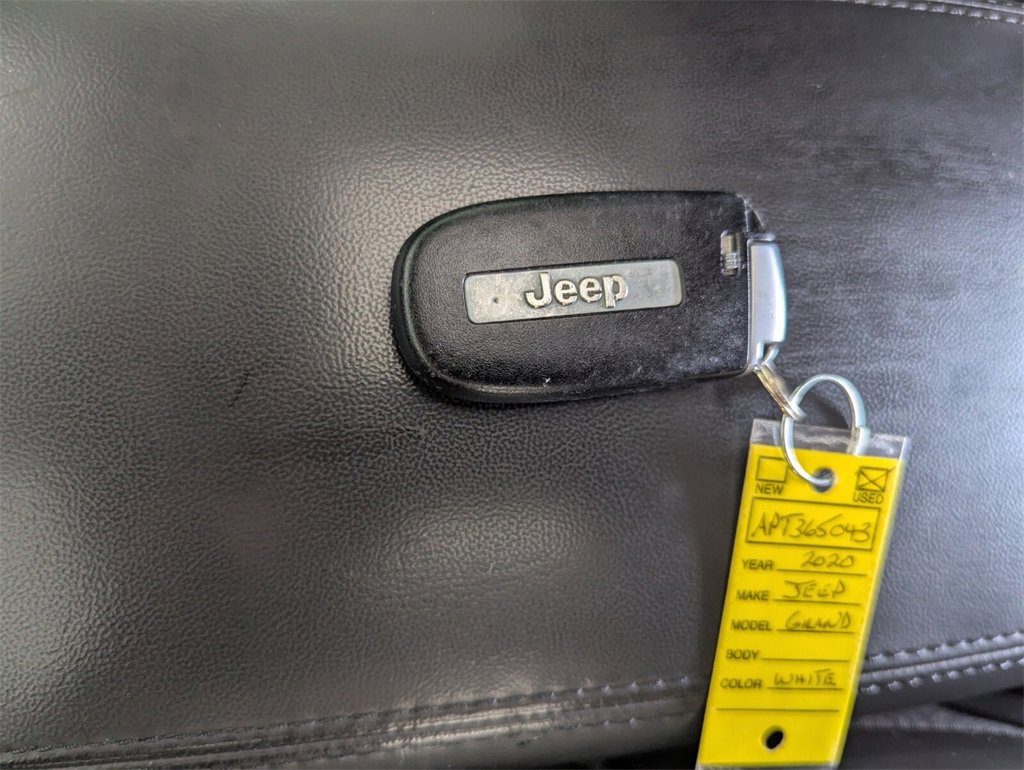 Jeep
NEW USED
APT365043
YEAR 2020
MAKE JEEP
MODEL GRAND
BODY
COLOR WHITE